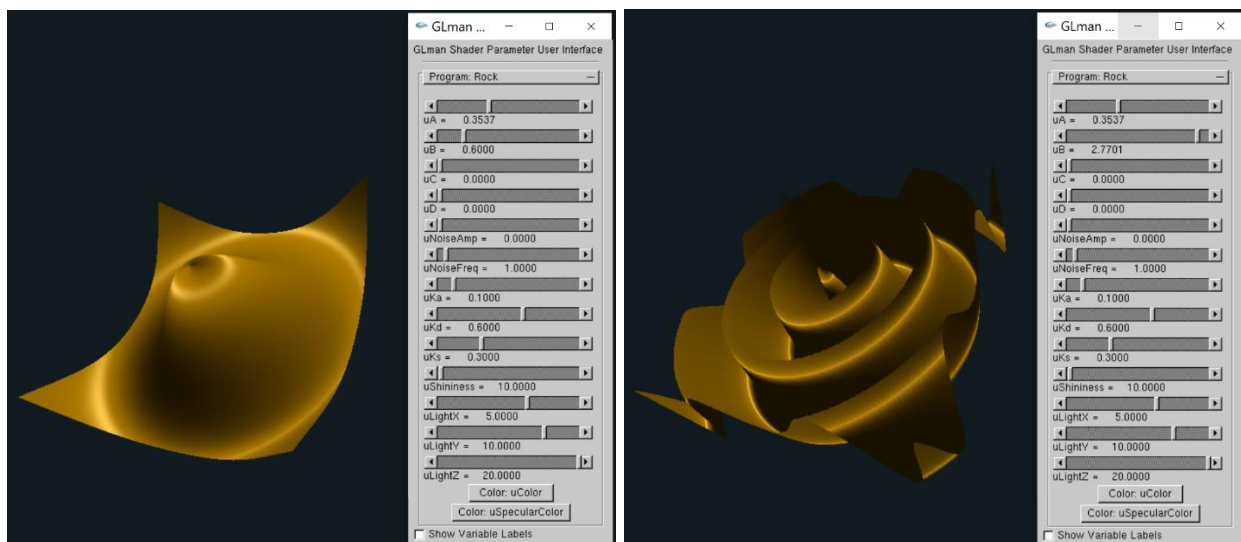 GLman ...
GLman Shader Parameter User Interface
Program: Rock
uA = 0.3537
uB = 0.6000
uC = 0.0000
uD = 0.0000
uNoiseAmp = 0.0000
uNoiseFreq = 1.0000
uKa = 0.1000
uKd = 0.6000
uKs = 0.3000
uShininess = 10.0000
uLightX = 5.0000
uLightY = 10.0000
uLightZ = 20.0000
Color: uColor
Color: uSpecularColor
Show Variable Labels
GLman ...
GLman Shader Parameter User Interface
Program: Rock
uA = 0.3537
uB = 2.7701
uC = 0.0000
uD = 0.0000
uNoiseAmp = 0.0000
uNoiseFreq = 1.0000
uKa = 0.1000
uKd = 0.6000
uKs = 0.3000
uShininess = 10.0000
uLightX = 5.0000
uLightY = 10.0000
uLightZ = 20.0000
Color: uColor
Color: uSpecularColor
Show Variable Labels